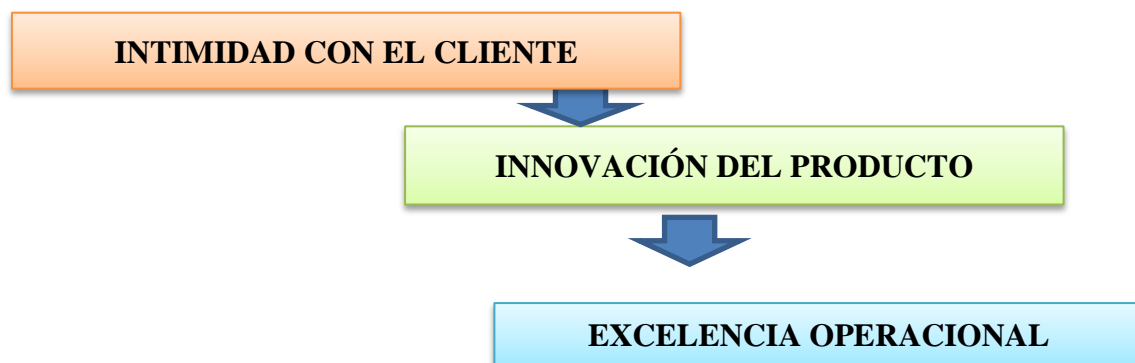 INTIMIDAD CON EL CLIENTE
INNOVACIÓN DEL PRODUCTO
EXCELENCIA OPERACIONAL